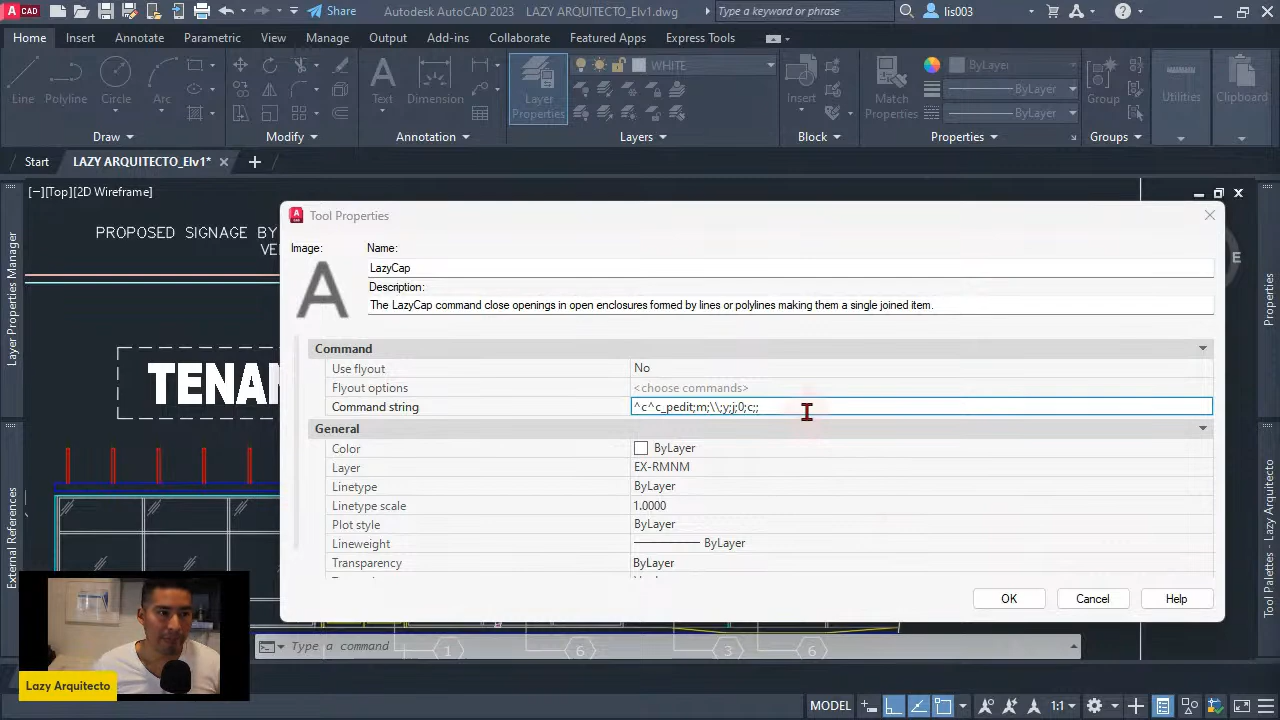 CAD
Share
Autodesk AutoCAD 2023 LAZY ARQUITECTO_Elv1.dwg
Type a keyword or phrase
lis003
Home Insert Annotate Parametric View Manage Output Add-ins Collaborate Featured Apps Express Tools
Line Polyline Circle Arc
Text Dimension
Layer Properties
WHITE
Insert
Match Properties
ByLayer
ByLayer
ByLayer
Group
Utilities
Clipboard
Draw Modify Annotation Layers Block Properties Groups
Start LAZY ARQUITECTO_Elv1*
[−][Top][2D Wireframe]
PROPOSED SIGNAGE BY
TENAN
E
Layer Properties Manager
External References
Properties
Tool Palettes - Lazy Arquitecto
Tool Properties
Image:
Name:
LazyCap
Description:
The LazyCap command close openings in open enclosures formed by lines or polylines making them a single joined item.
A
Command
Use flyout No
Flyout options <choose commands>
Command string ^c^c_pedit;m;\\;y;j;0;c;;
General
Color ByLayer
Layer EX-RMNM
Linetype ByLayer
Linetype scale 1.0000
Plot style ByLayer
Lineweight ByLayer
Transparency ByLayer
OK Cancel Help
Type a command
1 6 3 6
Lazy Arquitecto
MODEL
1:1